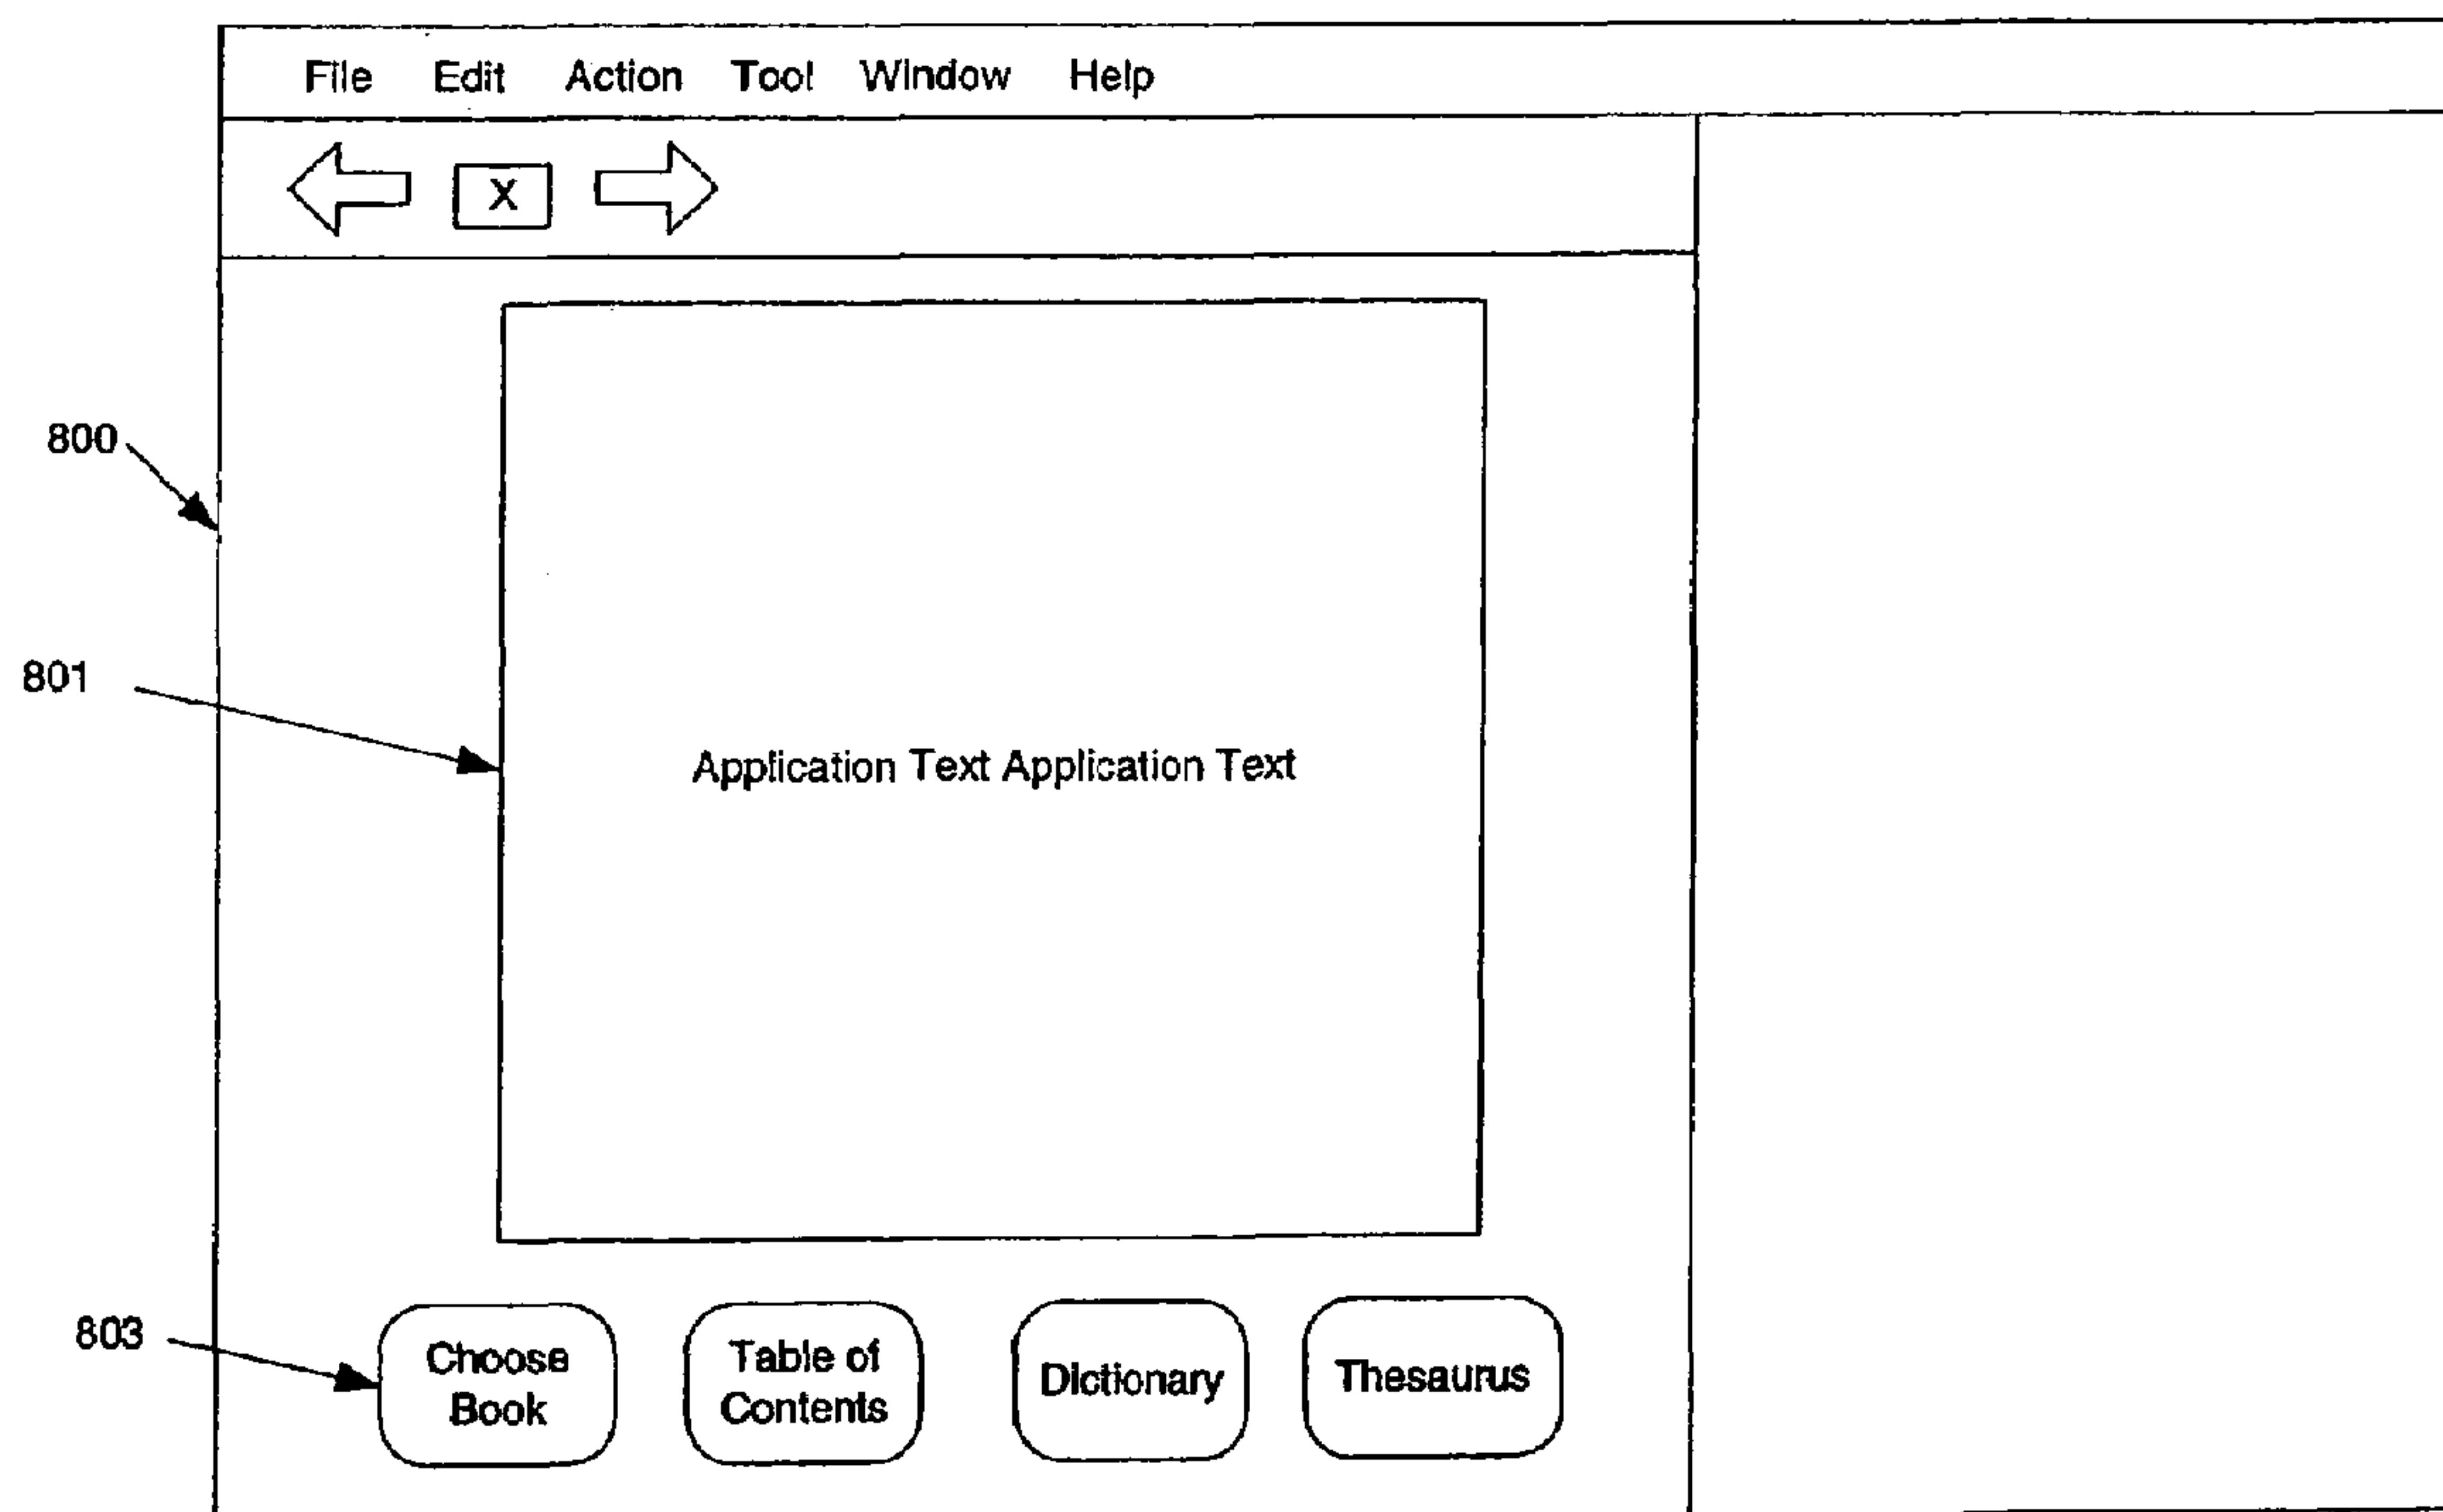 File Edit Action Tool Window Help
X
800
801
Application Text Application Text
803
Choose
Book
Table of
Contents
Dictionary
Thesaurus